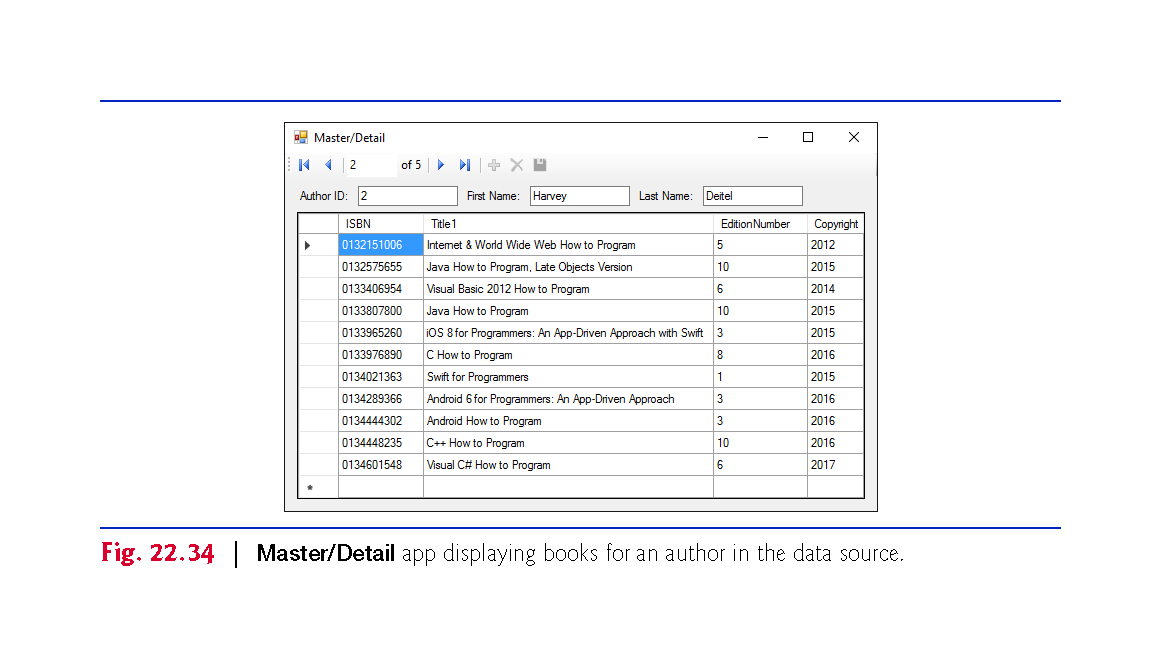 Master/Detail
2 of 5
Author ID: 2 First Name: Harvey Last Name: Deitel
ISBN Title1 EditionNumber Copyright
0132151006 Internet & World Wide Web How to Program 5 2012
0132575655 Java How to Program, Late Objects Version 10 2015
0133406954 Visual Basic 2012 How to Program 6 2014
0133807800 Java How to Program 10 2015
0133965260 iOS 8 for Programmers: An App-Driven Approach with Swift 3 2015
0133976890 C How to Program 8 2016
0134021363 Swift for Programmers 1 2015
0134289366 Android 6 for Programmers: An App-Driven Approach 3 2016
0134444302 Android How to Program 3 2016
0134448235 C++ How to Program 10 2016
0134601548 Visual C# How to Program 6 2017
*
Fig. 22.34 | Master/Detail app displaying books for an author in the data source.